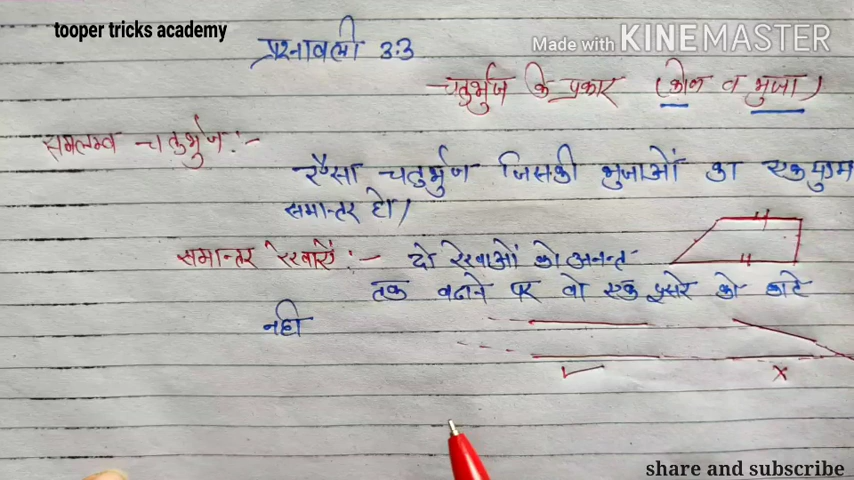 tooper tricks academy
Made with KINEMASTER
प्रश्नावली 3.3
चतुर्भुज के प्रकार (कोण व भुजा)
समलम्ब चतुर्भुज :-
ऐसा चतुर्भुज जिसकी भुजाओं का एक युग्म
समान्तर हो।
समान्तर रेखाएँ :- दो रेखाओं को अनन्त
तक बढाने पर वो एक दूसरे को काटे
नही
share and subscribe